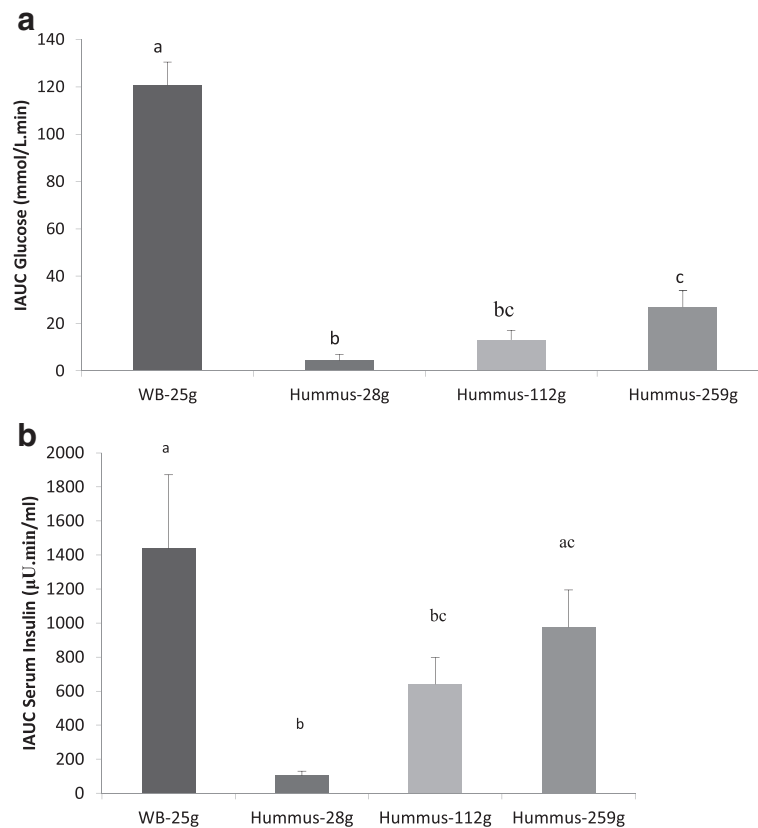 a
IAUC Glucose (mmol/L.min)
140
120
100
80
60
40
20
0
a
b
bc
c
WB-25g Hummus-28g Hummus-112g Hummus-259g
b
IAUC Serum Insulin (µU.min/ml)
2000
1800
1600
1400
1200
1000
800
600
400
200
0
a
b
bc
ac
WB-25g Hummus-28g Hummus-112g Hummus-259g